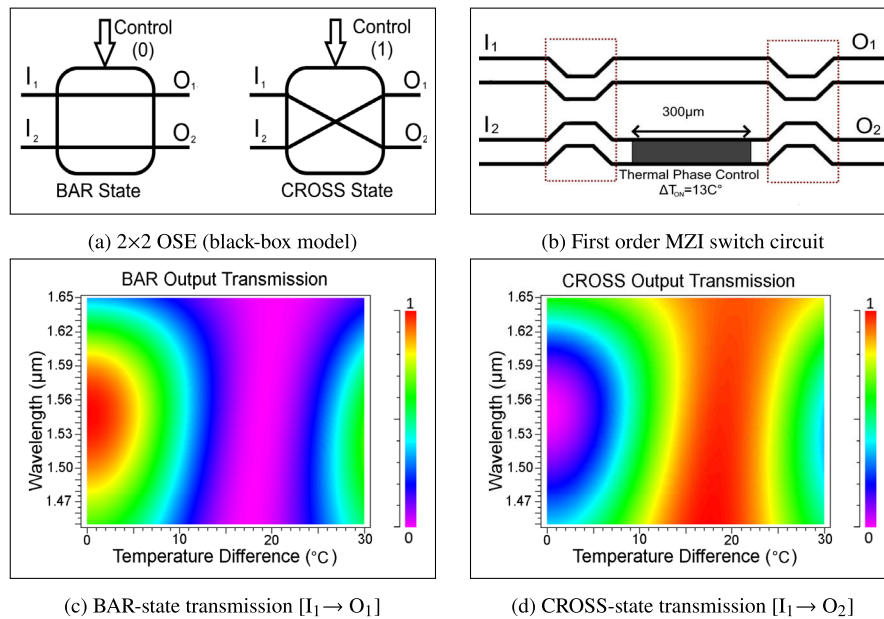 Control
(0)
I₁
O₁
I₂
O₂
BAR State
Control
(1)
I₁
O₁
I₂
O₂
CROSS State
(a) 2×2 OSE (black-box model)
I₁
O₁
I₂
O₂
300μm
Thermal Phase Control
ΔT_ON=13C°
(b) First order MZI switch circuit
BAR Output Transmission
Wavelength (μm)
1.65
1.62
1.59
1.56
1.53
1.50
1.47
0
10
20
30
Temperature Difference (°C)
1
0
(c) BAR-state transmission [I₁→ O₁]
CROSS Output Transmission
Wavelength (μm)
1.65
1.62
1.59
1.56
1.53
1.50
1.47
0
10
20
30
Temperature Difference (°C)
1
0
(d) CROSS-state transmission [I₁→ O₂]